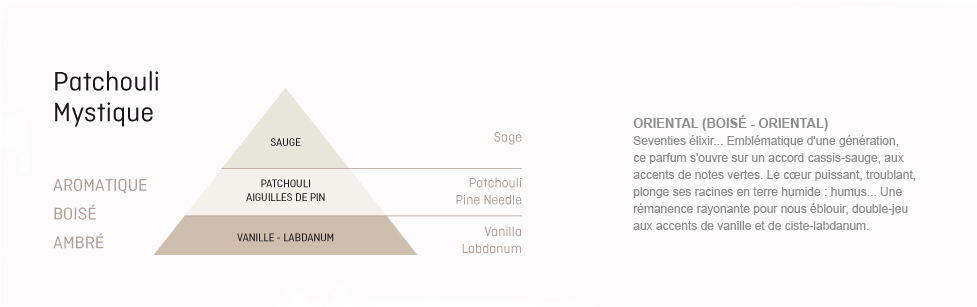 Patchouli
Mystique
AROMATIQUE
BOISÉ
AMBRÉ
SAUGE
PATCHOULI
AIGUILLES DE PIN
VANILLE - LABDANUM
Sage
Patchouli
Pine Needle
Vanilla
Labdanum
ORIENTAL (BOISÉ - ORIENTAL)
Seventies élixir... Emblématique d'une génération,
ce parfum s'ouvre sur un accord cassis-sauge, aux
accents de notes vertes. Le cœur puissant, troublant,
plonge ses racines en terre humide : humus... Une
rémanence rayonante pour nous éblouir, double-jeu
aux accents de vanille et de ciste-labdanum.